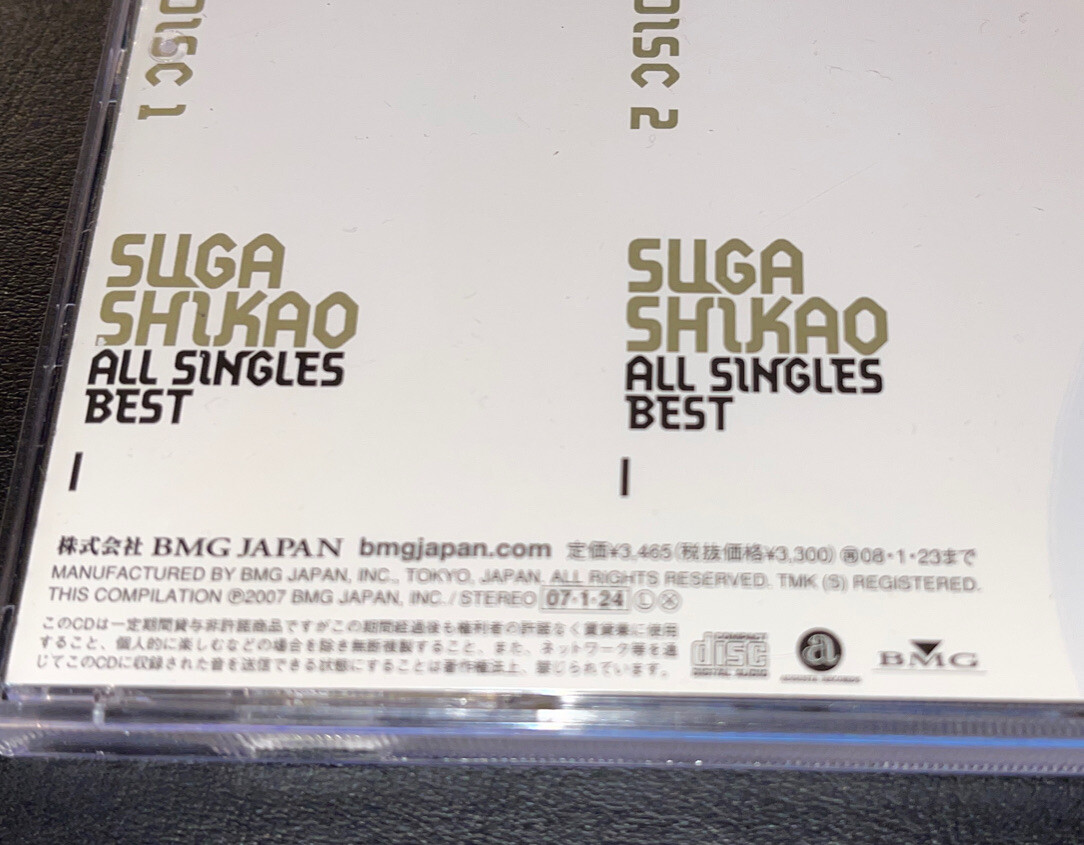 DISC 1
DISC 2
SUGA
SHIKAO
ALL SINGLES
BEST
SUGA
SHIKAO
ALL SINGLES
BEST
株式会社 BMG JAPAN bmgjapan.com 定価¥3,465(税抜価格¥3,300) 08・1・23まで
MANUFACTURED BY BMG JAPAN, INC., TOKYO, JAPAN. ALL RIGHTS RESERVED. TMK (S) REGISTERED.
THIS COMPILATION ℗2007 BMG JAPAN, INC. / STEREO 07・1・24 Ⓛ Ⓧ
このCDは一定期間貸与非許諾商品ですがこの期間経過後も権利者の許諾なく賃貸業に使用
すること、個人的に楽しむなどの場合を除き無断複製すること、また、ネットワーク等を通
じてこのCDに収録された音を送信できる状態にすることは著作権法上、禁じられています。
COMPACT
disc
DIGITAL AUDIO
a
BMG